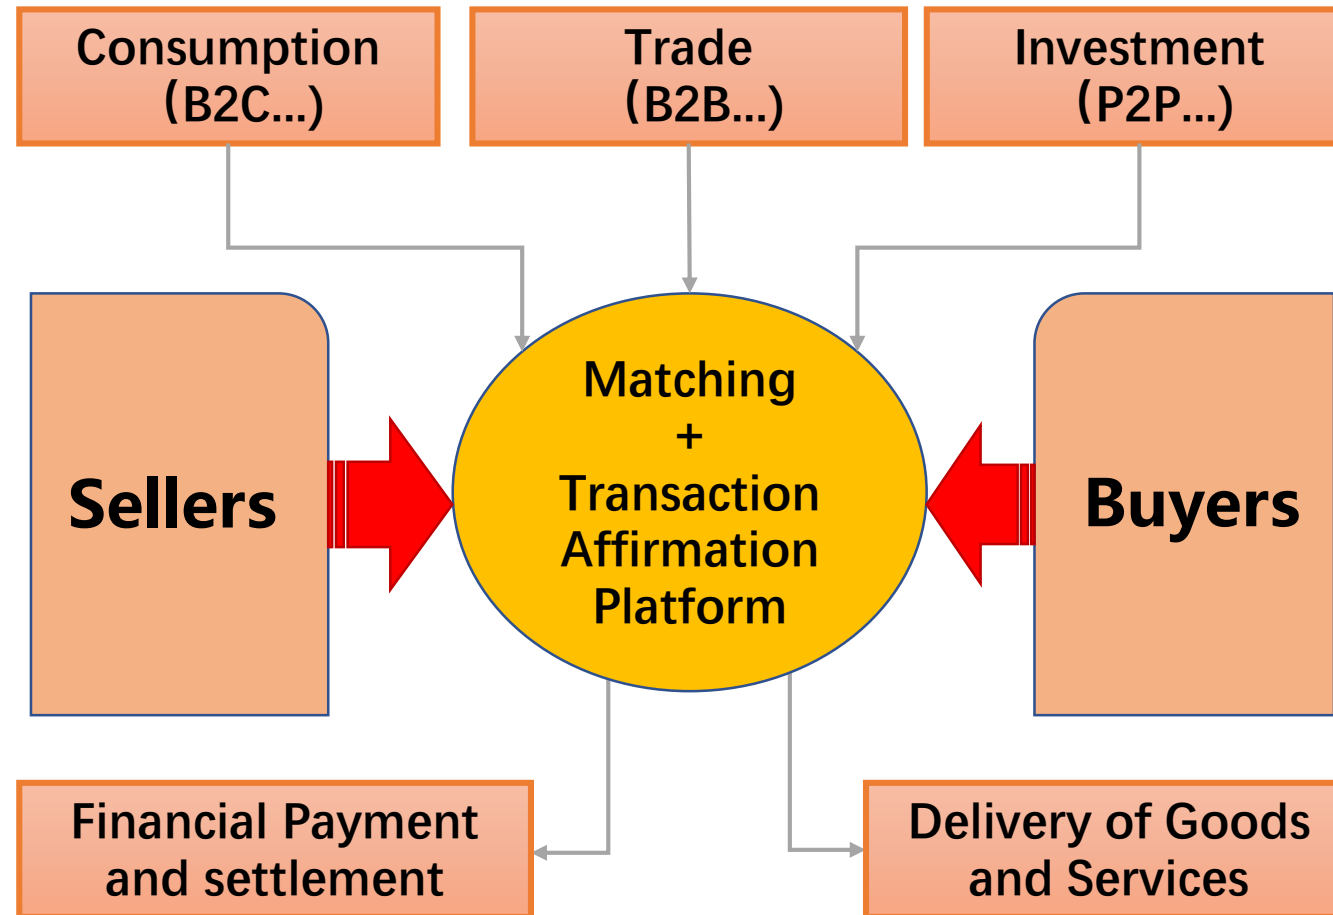 Consumption
(B2C...)
Trade
(B2B...)
Investment
(P2P...)
Sellers
Matching
+
Transaction
Affirmation
Platform
Buyers
Financial Payment
and settlement
Delivery of Goods
and Services